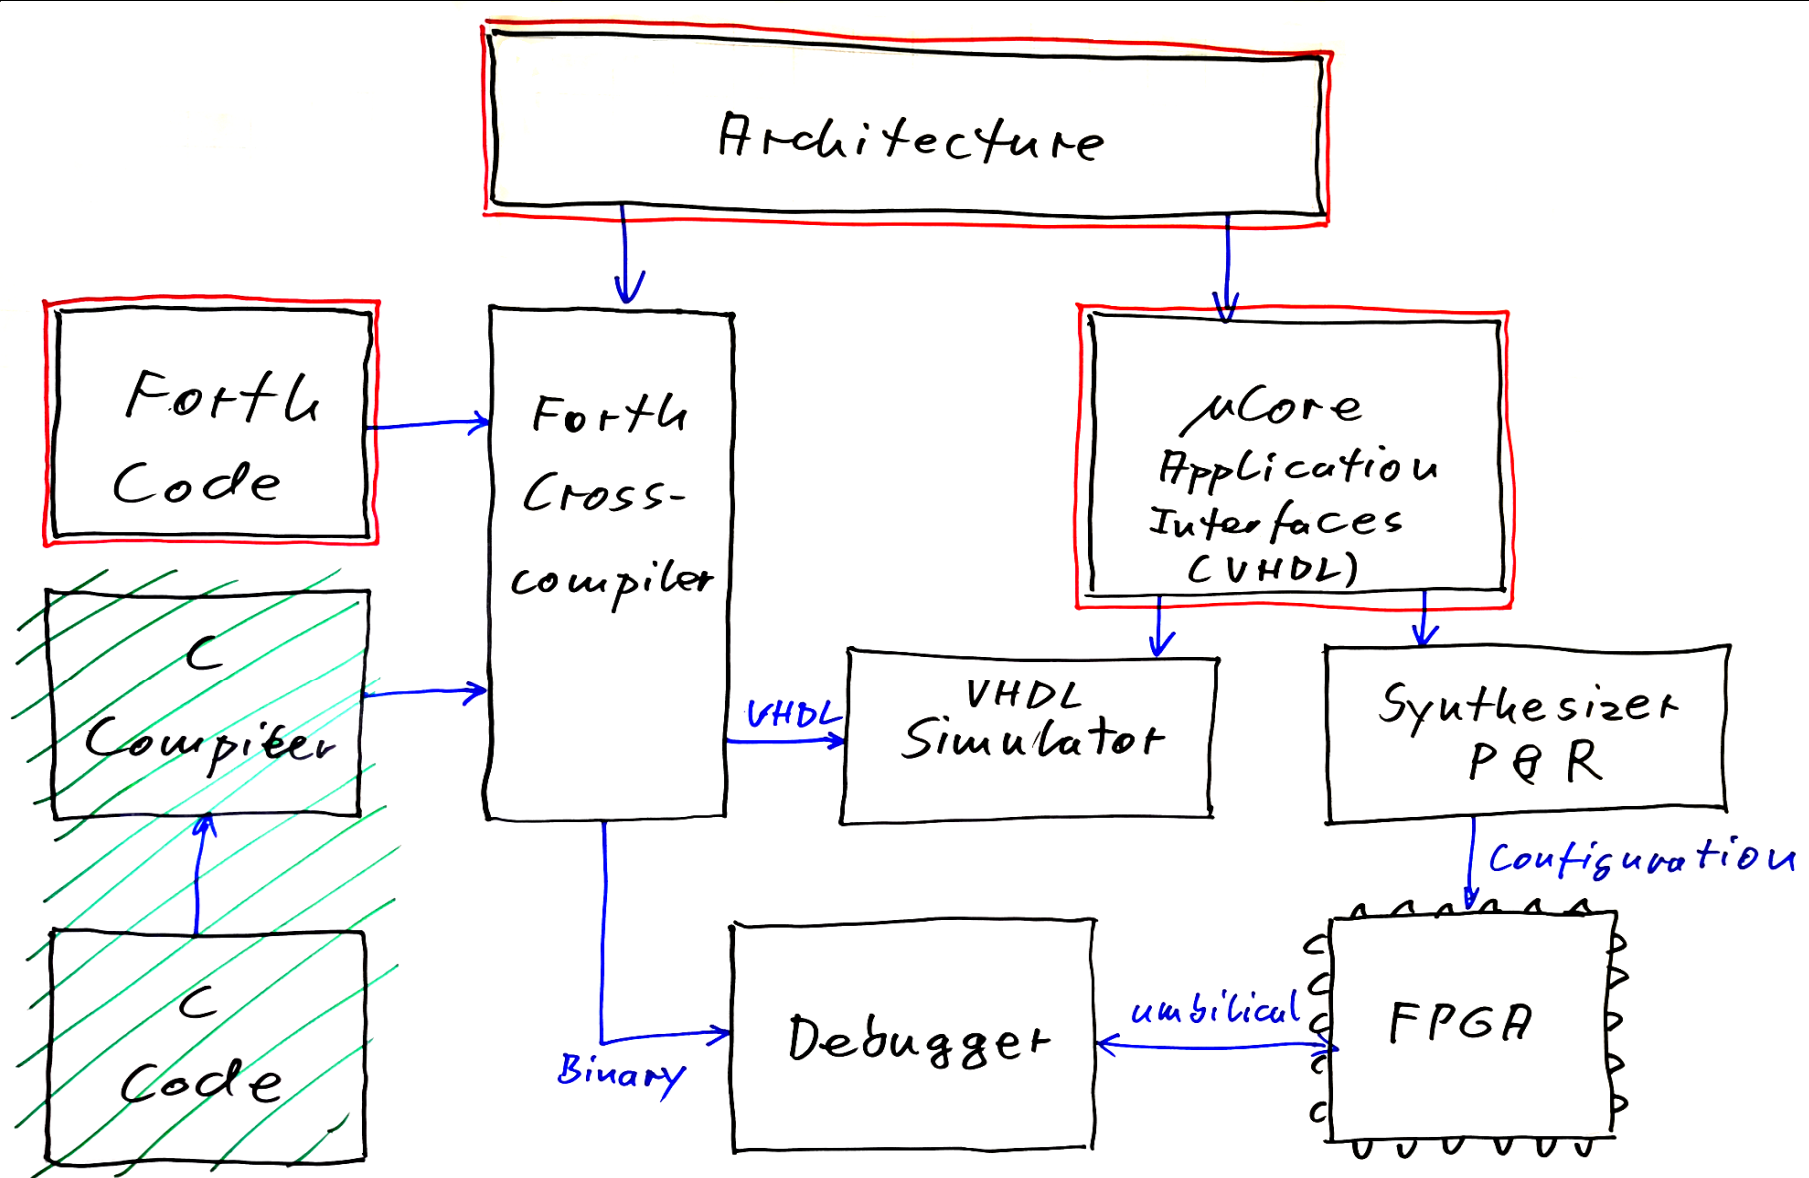 Architecture
Forth
Code
Forth
Cross-
compiler
µCore
Application
Interfaces
(VHDL)
C
Compiler
VHDL
VHDL
Simulator
Synthesizer
P & R
Configuration
C
Code
Binary
Debugger
umbilical
FPGA